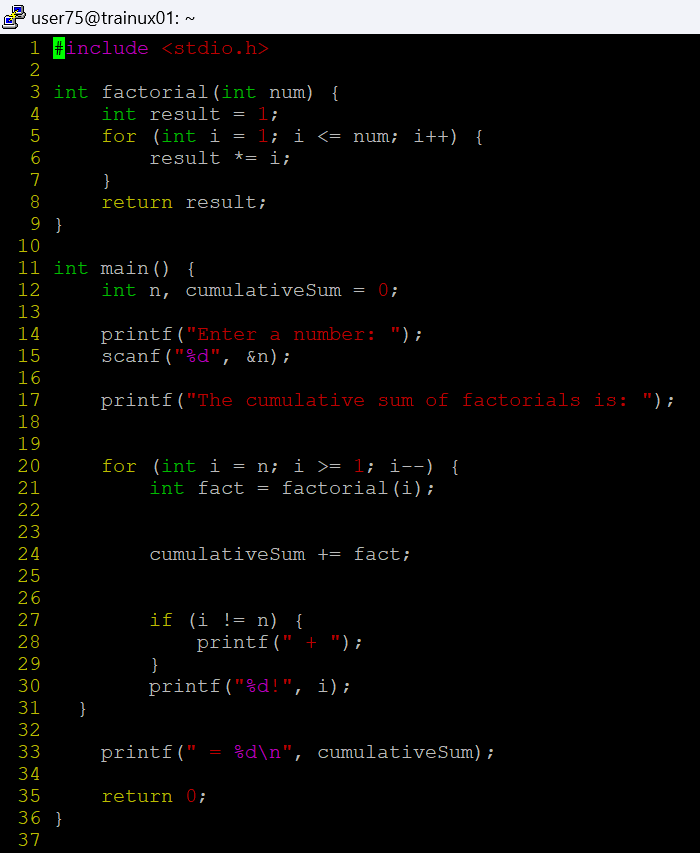 user75@trainux01: ~
1 #include <stdio.h>
2
3 int factorial(int num) {
4     int result = 1;
5     for (int i = 1; i <= num; i++) {
6         result *= i;
7     }
8     return result;
9 }
10
11 int main() {
12     int n, cumulativeSum = 0;
13
14     printf("Enter a number: ");
15     scanf("%d", &n);
16
17     printf("The cumulative sum of factorials is: ");
18
19
20     for (int i = n; i >= 1; i--) {
21         int fact = factorial(i);
22
23
24         cumulativeSum += fact;
25
26
27         if (i != n) {
28             printf(" + ");
29         }
30         printf("%d!", i);
31   }
32
33     printf(" = %d\n", cumulativeSum);
34
35     return 0;
36 }
37